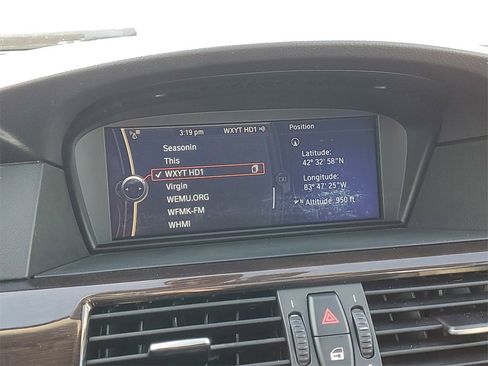 3:19 pm
WXYT HD1
Position
Seasonin
This
WXYT HD1
Virgin
WEMU.ORG
WFMK-FM
WHMI
Latitude:
42° 32' 58"N
Longitude:
83° 47' 25"W
N Altitude: 950 ft.